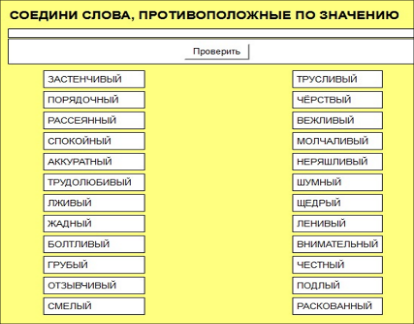 СОЕДИНИ СЛОВА, ПРОТИВОПОЛОЖНЫЕ ПО ЗНАЧЕНИЮ
Проверить
ЗАСТЕНЧИВЫЙ ТРУСЛИВЫЙ
ПОРЯДОЧНЫЙ ЧЁРСТВЫЙ
РАССЕЯННЫЙ ВЕЖЛИВЫЙ
СПОКОЙНЫЙ МОЛЧАЛИВЫЙ
АККУРАТНЫЙ НЕРЯШЛИВЫЙ
ТРУДОЛЮБИВЫЙ ШУМНЫЙ
ЛЖИВЫЙ ЩЕДРЫЙ
ЖАДНЫЙ ЛЕНИВЫЙ
БОЛТЛИВЫЙ ВНИМАТЕЛЬНЫЙ
ГРУБЫЙ ЧЕСТНЫЙ
ОТЗЫВЧИВЫЙ ПОДЛЫЙ
СМЕЛЫЙ РАСКОВАННЫЙ